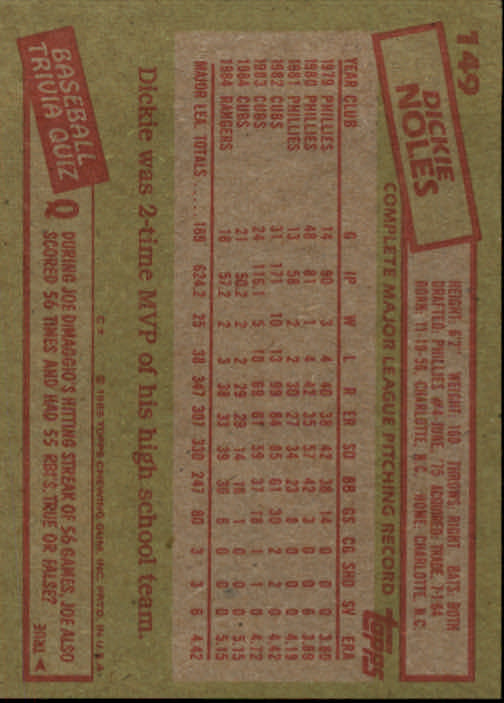 149
DICKIE
NOLES
HEIGHT: 6'2" WEIGHT: 160 THROWS: RIGHT BATS: BOTH
DRAFTED: PHILLIES #4-JUNE, 75 ACQUIRED: TRADE, 7-1-84
BORN: 11-19-56, CHARLOTTE, N.C. HOME: CHARLOTTE, N.C.
COMPLETE MAJOR LEAGUE PITCHING RECORD
Topps
YEAR CLUB G IP W L R ER SO BB GS CG SHO SV ERA
1979 PHILLIES 14 90 3 4 40 38 42 38 14 0 0 0 3.80
1980 PHILLIES 48 81 1 4 42 35 57 42 3 0 0 6 3.89
1981 PHILLIES 13 58 2 2 30 27 34 23 8 0 0 0 4.19
1982 CUBS 31 171 10 13 99 84 85 61 30 2 2 0 4.42
1983 CUBS 24 116.1 5 10 69 61 59 37 18 1 1 0 4.72
1984 CUBS 21 50.2 2 2 29 29 14 16 1 0 0 0 5.15
1984 RANGERS 18 57.2 2 3 38 33 39 30 6 0 0 0 5.15
MAJOR LEA. TOTALS .... 169 624.2 25 38 347 307 330 247 80 3 3 6 4.42
Dickie was 2-time MVP of his high school team.
C* © 1985 TOPPS CHEWING GUM, INC. PRTD. IN U.S.A.
BASEBALL
TRIVIA QUIZ
Q DURING JOE DIMAGGIO'S HITTING STREAK OF 56 GAMES, JOE ALSO
SCORED 56 TIMES AND HAD 55 RBI'S. TRUE OR FALSE?
A TRUE.